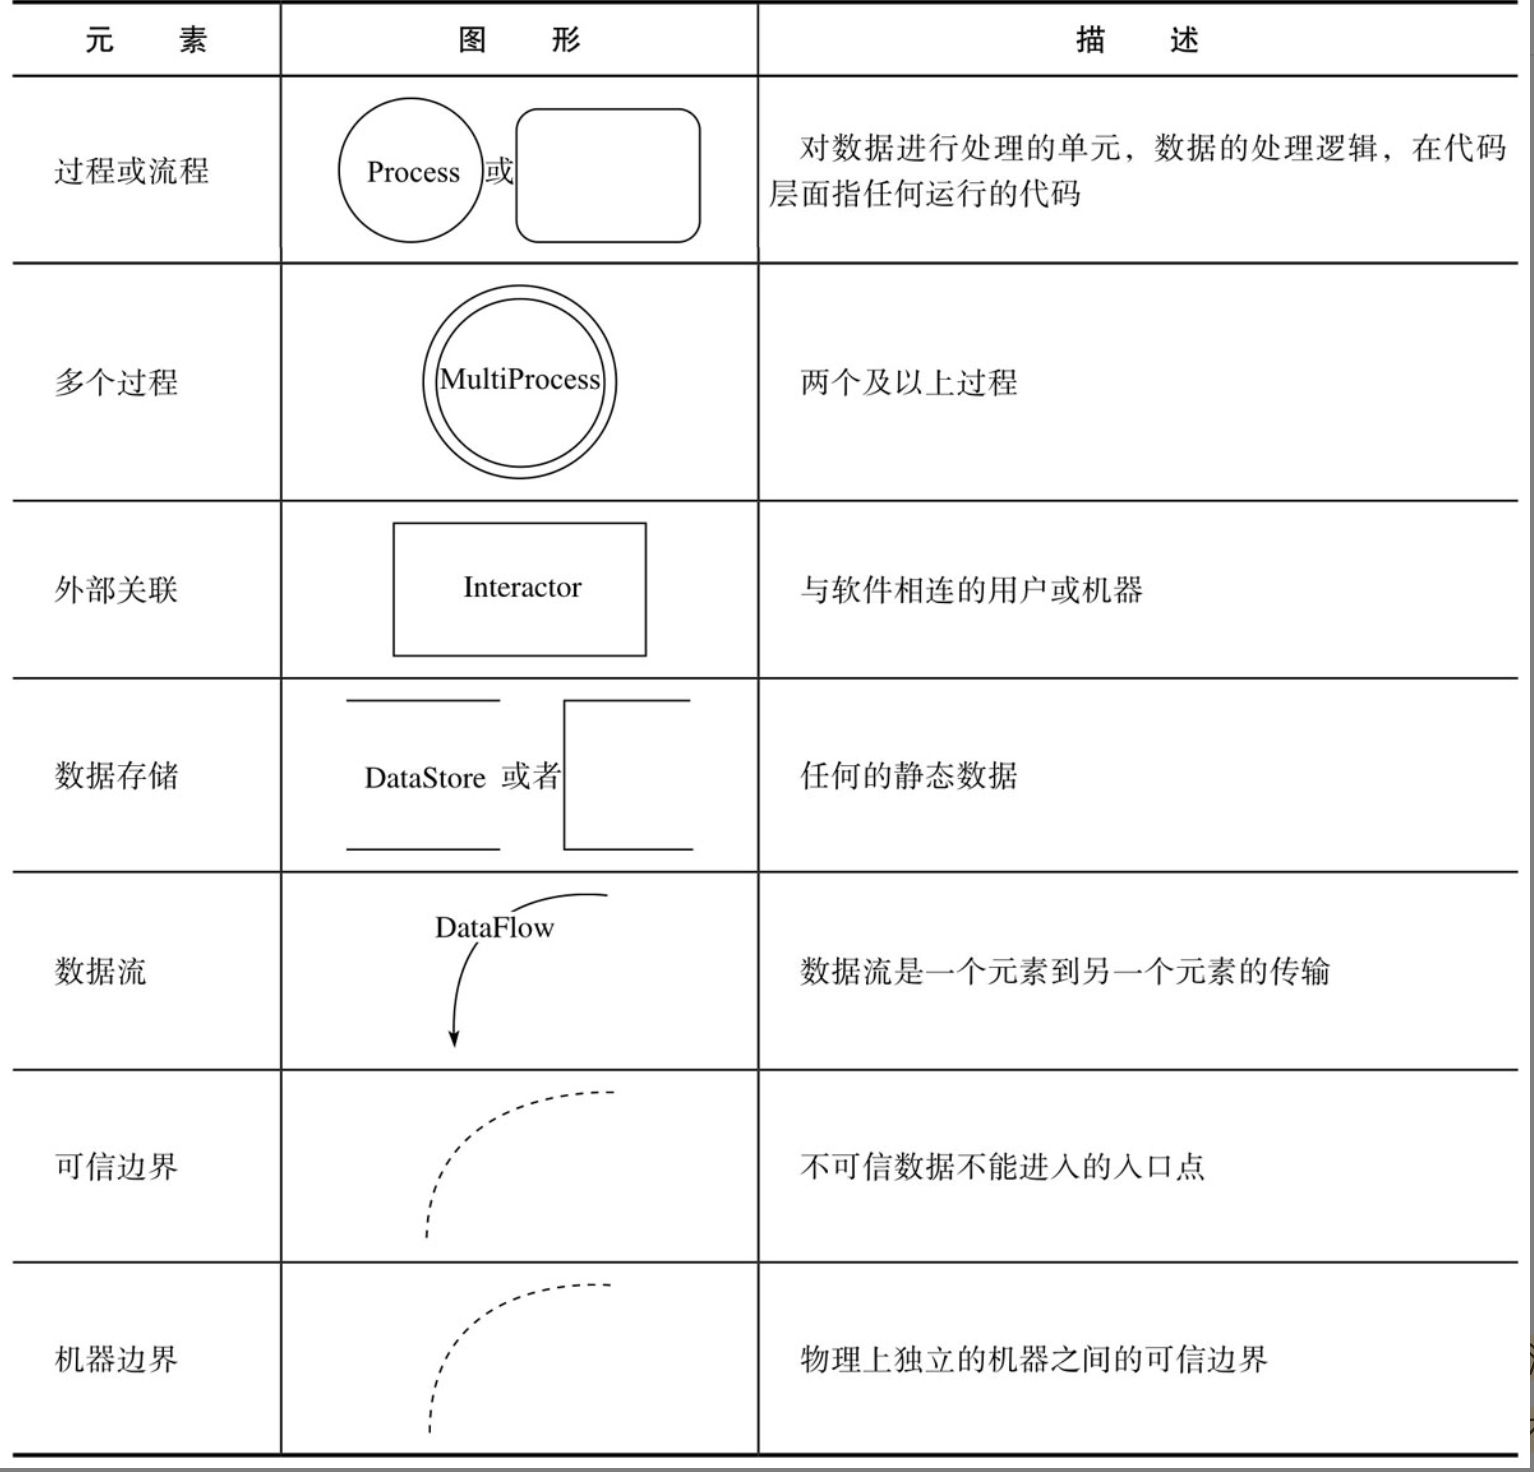 元 素 图 形 描 述
过程或流程 Process 或 对数据进行处理的单元，数据的处理逻辑，在代码
层面指任何运行的代码
多个过程 MultiProcess 两个及以上过程
外部关联 Interactor 与软件相连的用户或机器
数据存储 DataStore 或者 任何的静态数据
数据流 DataFlow 数据流是一个元素到另一个元素的传输
可信边界 不可信数据不能进入的入口点
机器边界 物理上独立的机器之间的可信边界